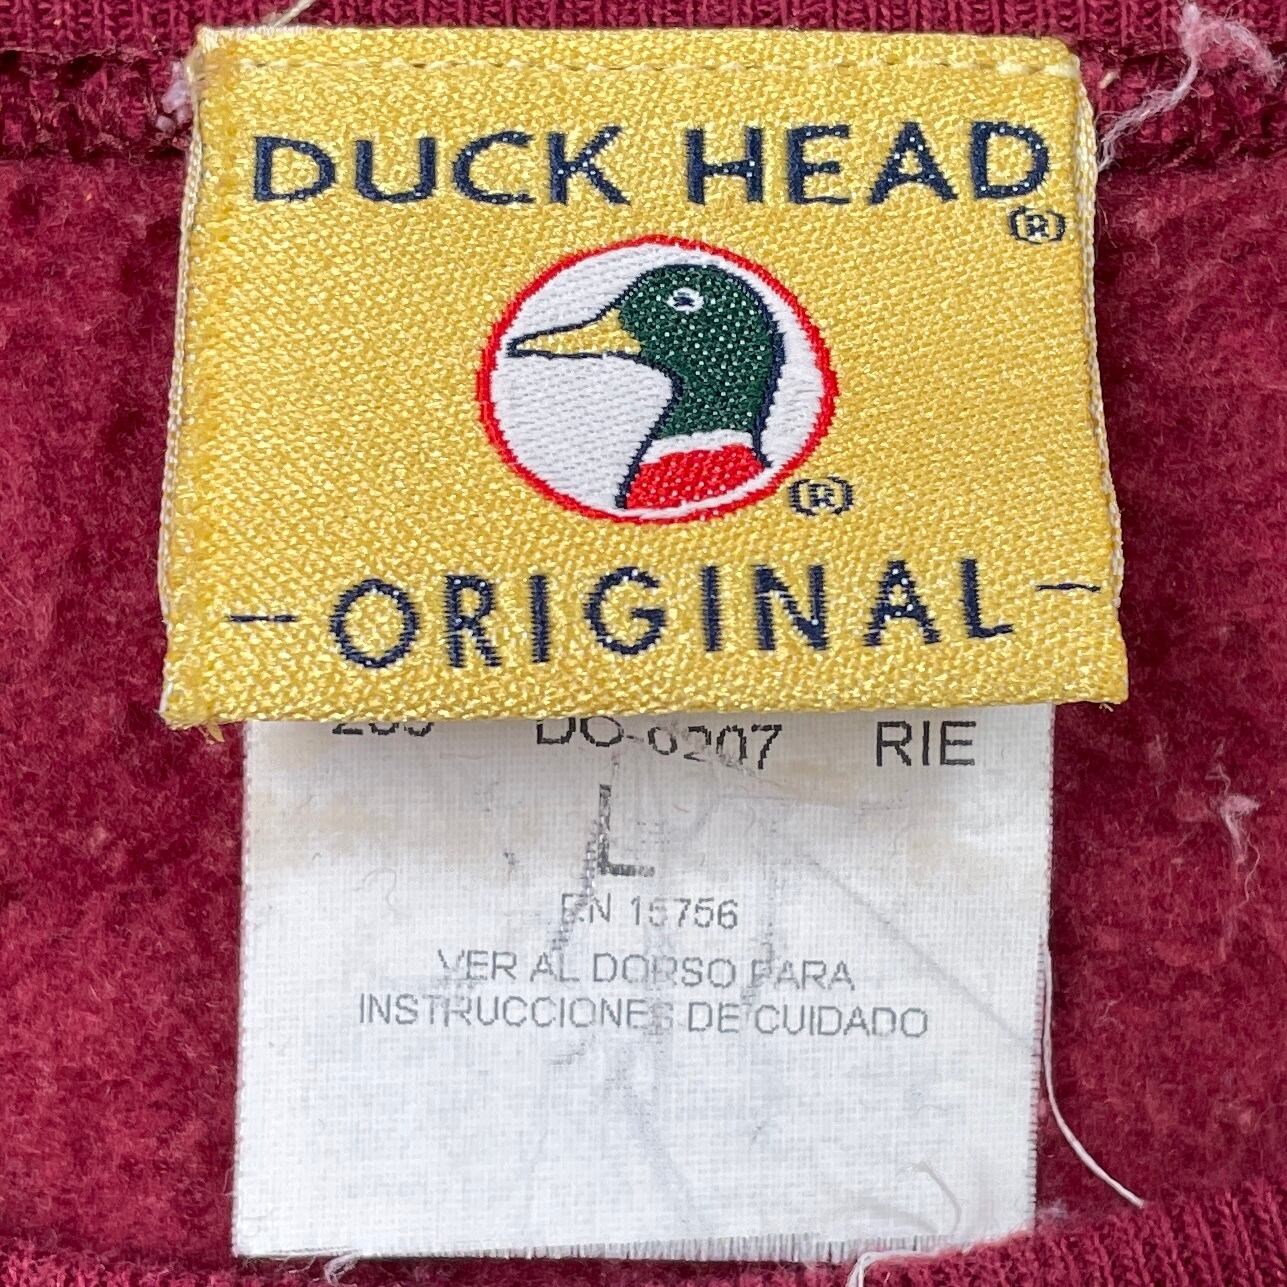 DUCK HEAD
®
®
-ORIGINAL-
DO-0207 RIE
L
RN 15756
VER AL DORSO PARA
INSTRUCCIONES DE CUIDADO